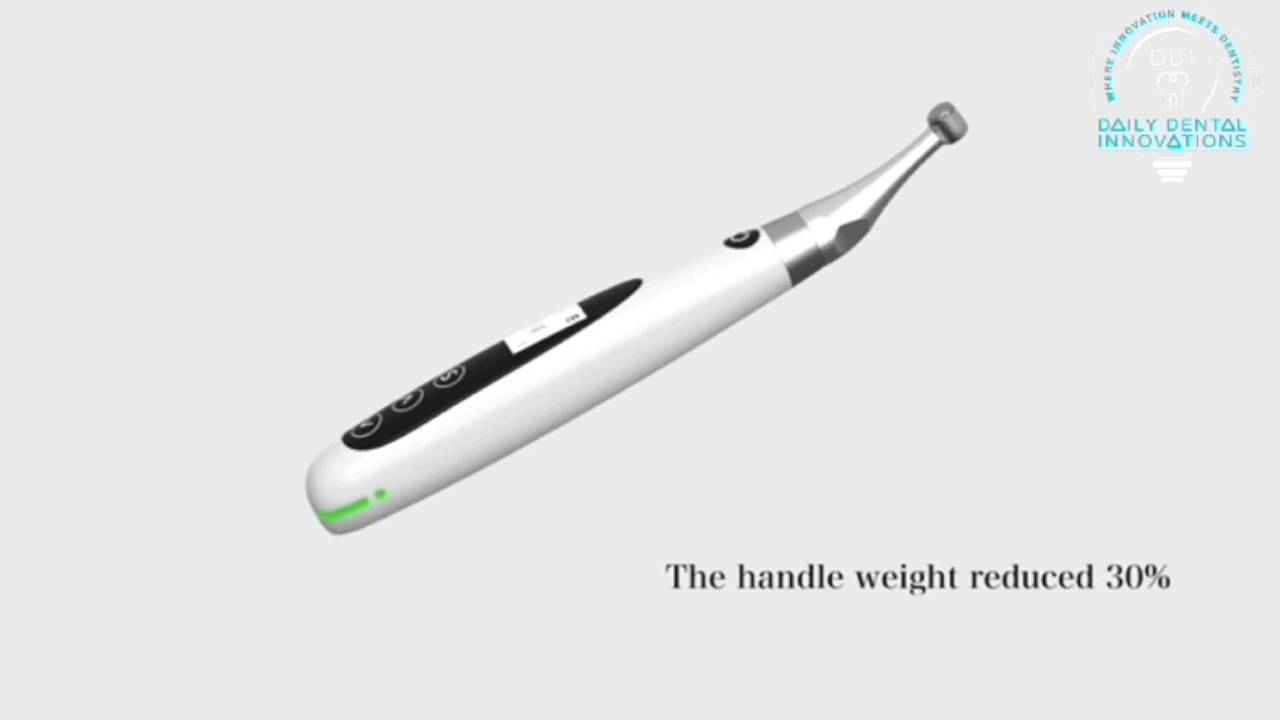 WHERE INNOVATION MEETS DENTISTRY
DDI
DAILY DENTAL
INNOVATIONS
S
The handle weight reduced 30%